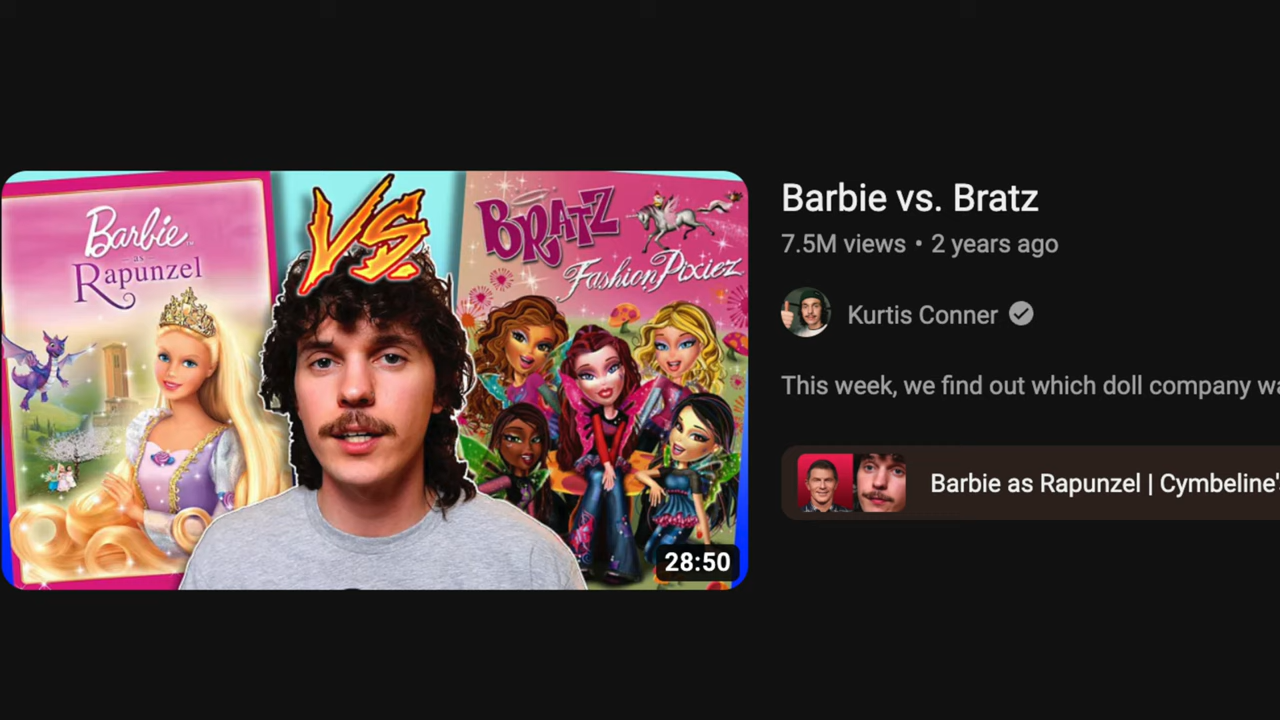 Barbie
as
Rapunzel
VS.
BRATZ
Fashion Pixiez
28:50
Barbie vs. Bratz
7.5M views • 2 years ago
Kurtis Conner
This week, we find out which doll company wa
Barbie as Rapunzel | Cymbeline'